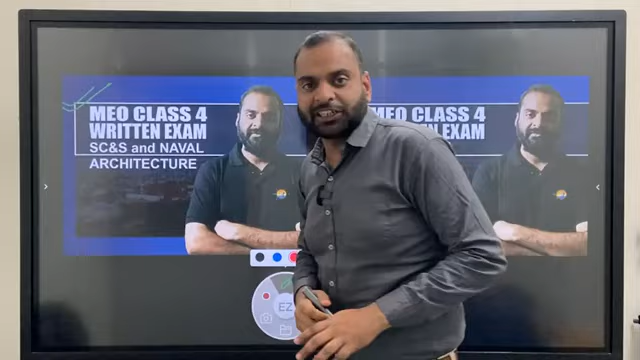 MEO CLASS 4
WRITTEN EXAM
SC&S and NAVAL
ARCHITECTURE
MEO CLASS 4
EXAM
EZ